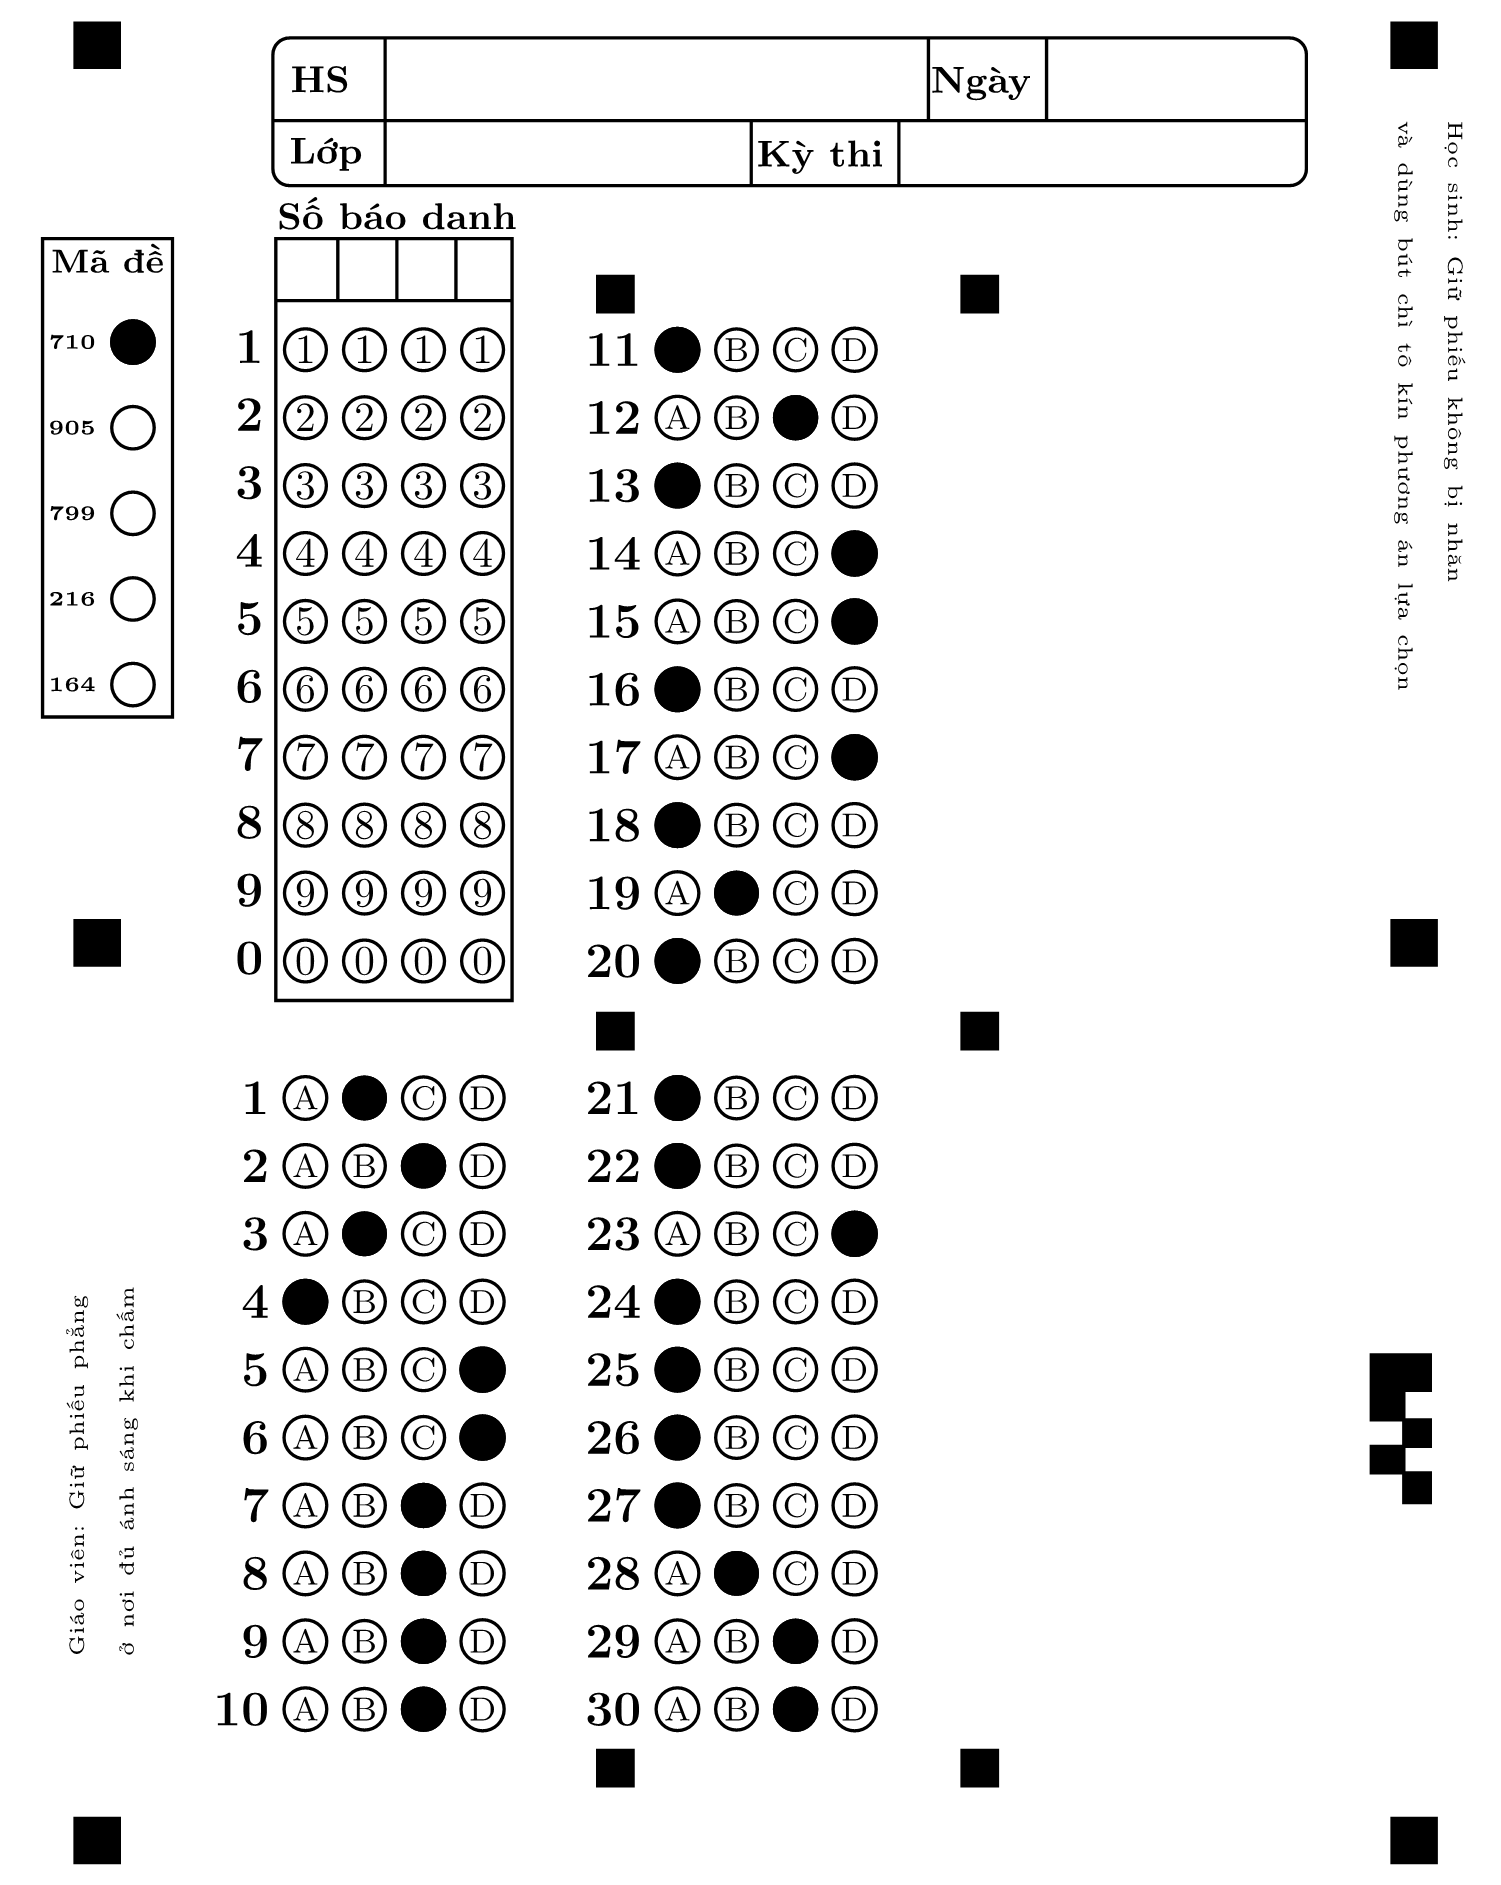 HS
Ngày
Lớp
Kỳ thi
Số báo danh
Mã đề
710
905
799
216
164
1 1 1 1 1
2 2 2 2 2
3 3 3 3 3
4 4 4 4 4
5 5 5 5 5
6 6 6 6 6
7 7 7 7 7
8 8 8 8 8
9 9 9 9 9
0 0 0 0 0
1 A C D
2 A B D
3 A C D
4 B C D
5 A B C
6 A B C
7 A B D
8 A B D
9 A B D
10 A B D
11 B C D
12 A B D
13 B C D
14 A B C
15 A B C
16 B C D
17 A B C
18 B C D
19 A C D
20 B C D
21 B C D
22 B C D
23 A B C
24 B C D
25 B C D
26 B C D
27 B C D
28 A C D
29 A B D
30 A B D
Học sinh: Giữ phiếu không bị nhăn
và dùng bút chì tô kín phương án lựa chọn
Giáo viên: Giữ phiếu phẳng
ở nơi đủ ánh sáng khi chấm